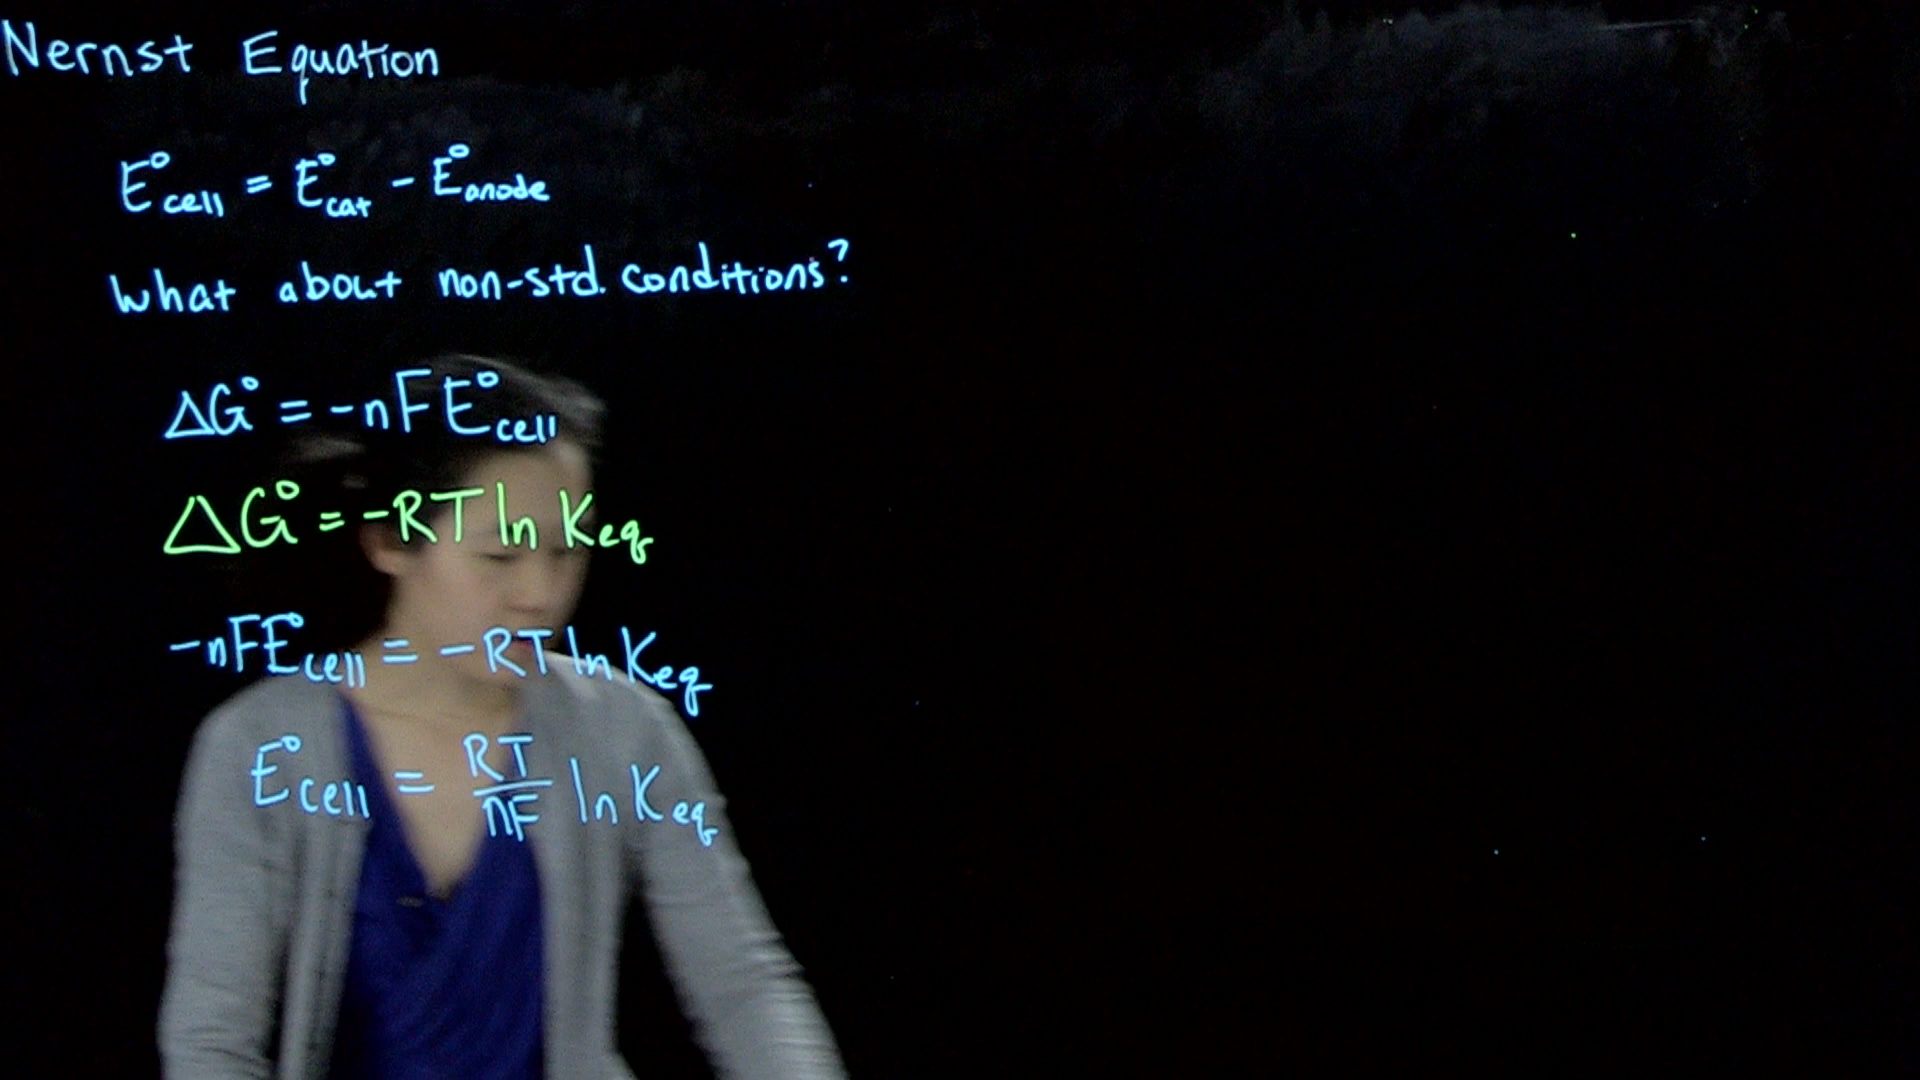 Nernst Equation
E°cell = E°cat - E°anode
What about non-std. conditions?
ΔG° = -nFE°cell
ΔG° = -RT ln Keq
-nFE°cell = -RT ln Keq
E°cell = RT/nF ln Keq